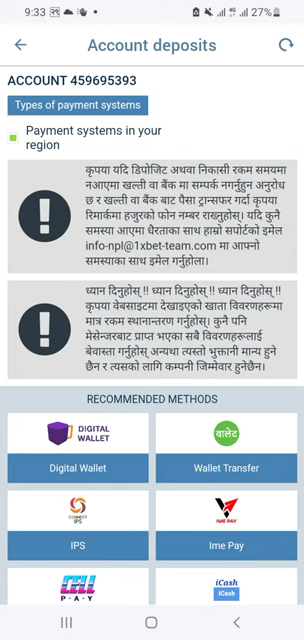 9:33
27%
Account deposits
ACCOUNT 459695393
Types of payment systems
Payment systems in your
region
कृपया यदि डिपोजिट अथवा निकासी रकम समयमा
नआएमा खल्ती वा बैंक मा सम्पर्क नगर्नुहुन अनुरोध
छ र खल्ती वा बैंक बाट पैसा ट्रान्सफर गर्दा कृपया
रिमार्कमा हजुरको फोन नम्बर राख्नुहोस्। यदि कुनै
समस्या आएमा धैरताका साथ हाम्रो सपोर्टको इमेल
info-npl@1xbet-team.com मा आफ्नो
समस्याका साथ इमेल गर्नुहोला।
ध्यान दिनुहोस् !! ध्यान दिनुहोस् !! ध्यान दिनुहोस् !!
कृपया वेबसाइटमा देखाइएको खाता विवरणहरूमा
मात्र रकम स्थानान्तरण गर्नुहोस्। कुनै पनि
मेसेन्जरबाट प्राप्त भएका सबै विवरणहरूलाई
बेवास्ता गर्नुहोस् अन्यथा त्यस्तो भुक्तानी मान्य हुने
छैन र त्यसको लागि कम्पनी जिम्मेवार हुनेछैन।
RECOMMENDED METHODS
DIGITAL
WALLET
वालेट
Digital Wallet
Wallet Transfer
CONNECT
IPS
IME PAY
IPS
Ime Pay
CELL
PAY
iCash
iCash